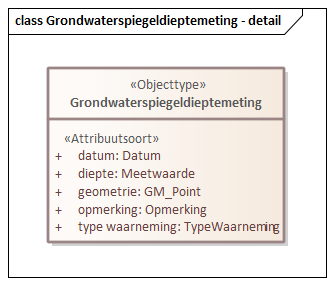 class Grondwaterspiegeldieptemeting - detail
«Objecttype»
Grondwaterspiegeldieptemeting
«Attribuutsoort»
+ datum: Datum
+ diepte: Meetwaarde
+ geometrie: GM_Point
+ opmerking: Opmerking
+ type waarneming: TypeWaarneming